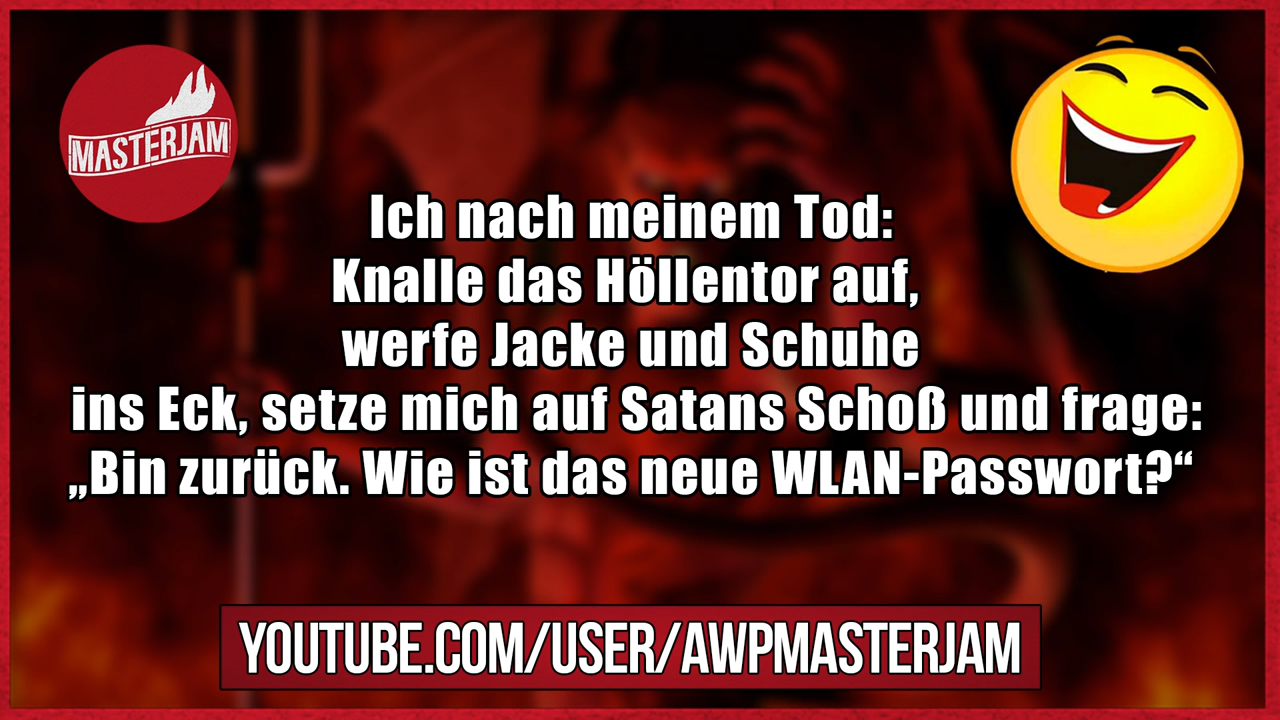 MASTERJAM
Ich nach meinem Tod:
Knalle das Höllentor auf,
werfe Jacke und Schuhe
ins Eck, setze mich auf Satans Schoß und frage:
„Bin zurück. Wie ist das neue WLAN-Passwort?“
YOUTUBE.COM/USER/AWPMASTERJAM